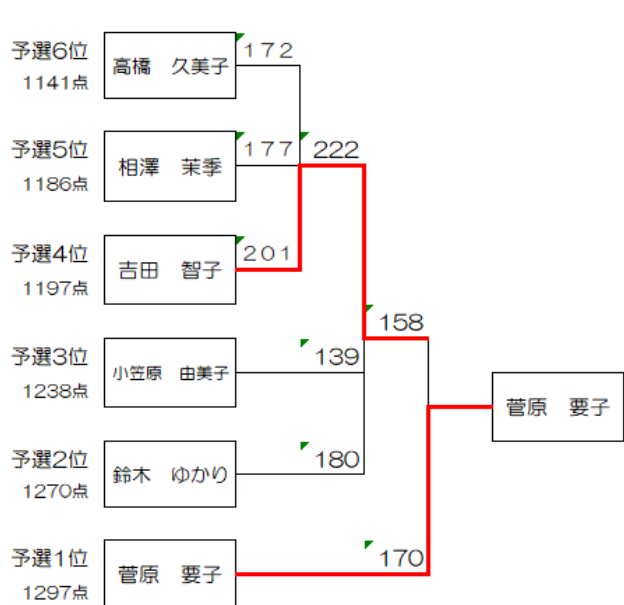 予選6位
1141点
高橋 久美子
172
予選5位
1186点
相澤 茉季
177
222
予選4位
1197点
吉田 智子
201
158
予選3位
1238点
小笠原 由美子
139
菅原 要子
予選2位
1270点
鈴木 ゆかり
180
予選1位
1297点
菅原 要子
170